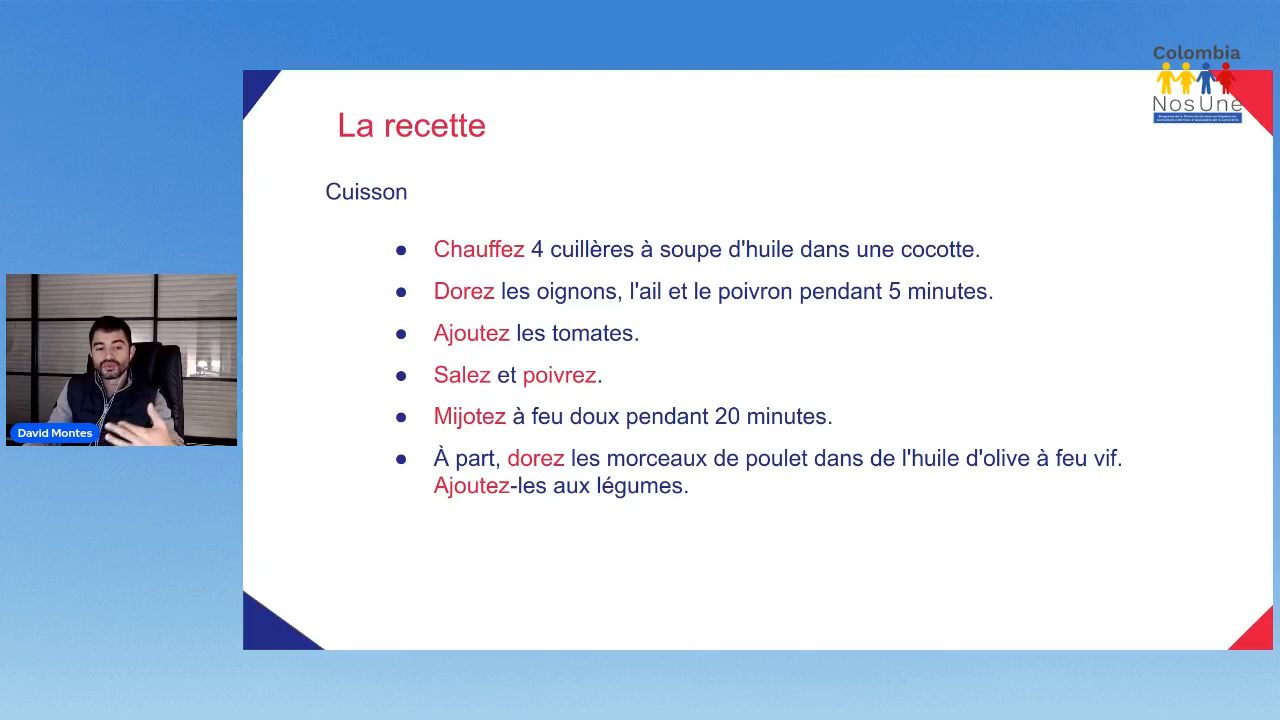 Colombia
NosUne
La recette
Cuisson
● Chauffez 4 cuillères à soupe d'huile dans une cocotte.
● Dorez les oignons, l'ail et le poivron pendant 5 minutes.
● Ajoutez les tomates.
● Salez et poivrez.
● Mijotez à feu doux pendant 20 minutes.
● À part, dorez les morceaux de poulet dans de l'huile d'olive à feu vif.
Ajoutez-les aux légumes.
David Montes